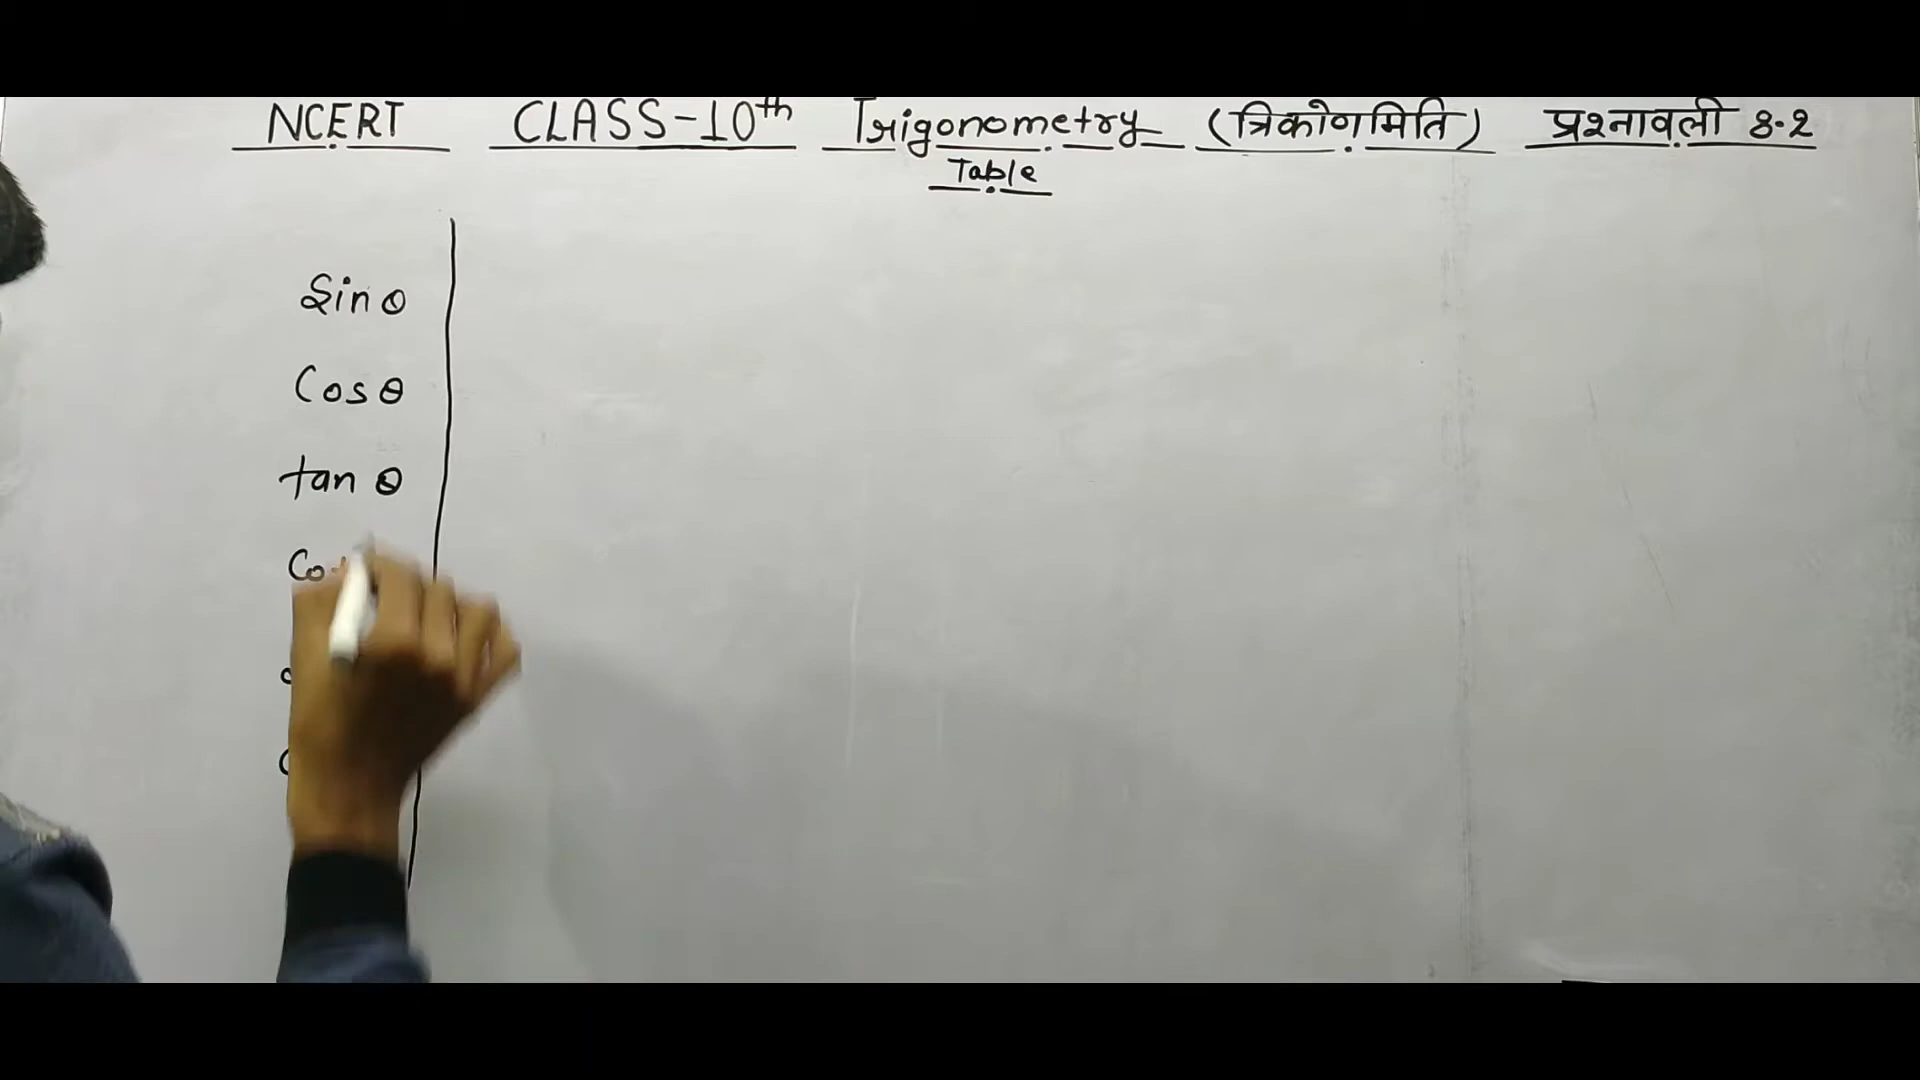 NCERT CLASS-10th Trigonometry (त्रिकोणमिति) प्रश्नावली 8.2
Table
Sin θ
Cos θ
tan θ